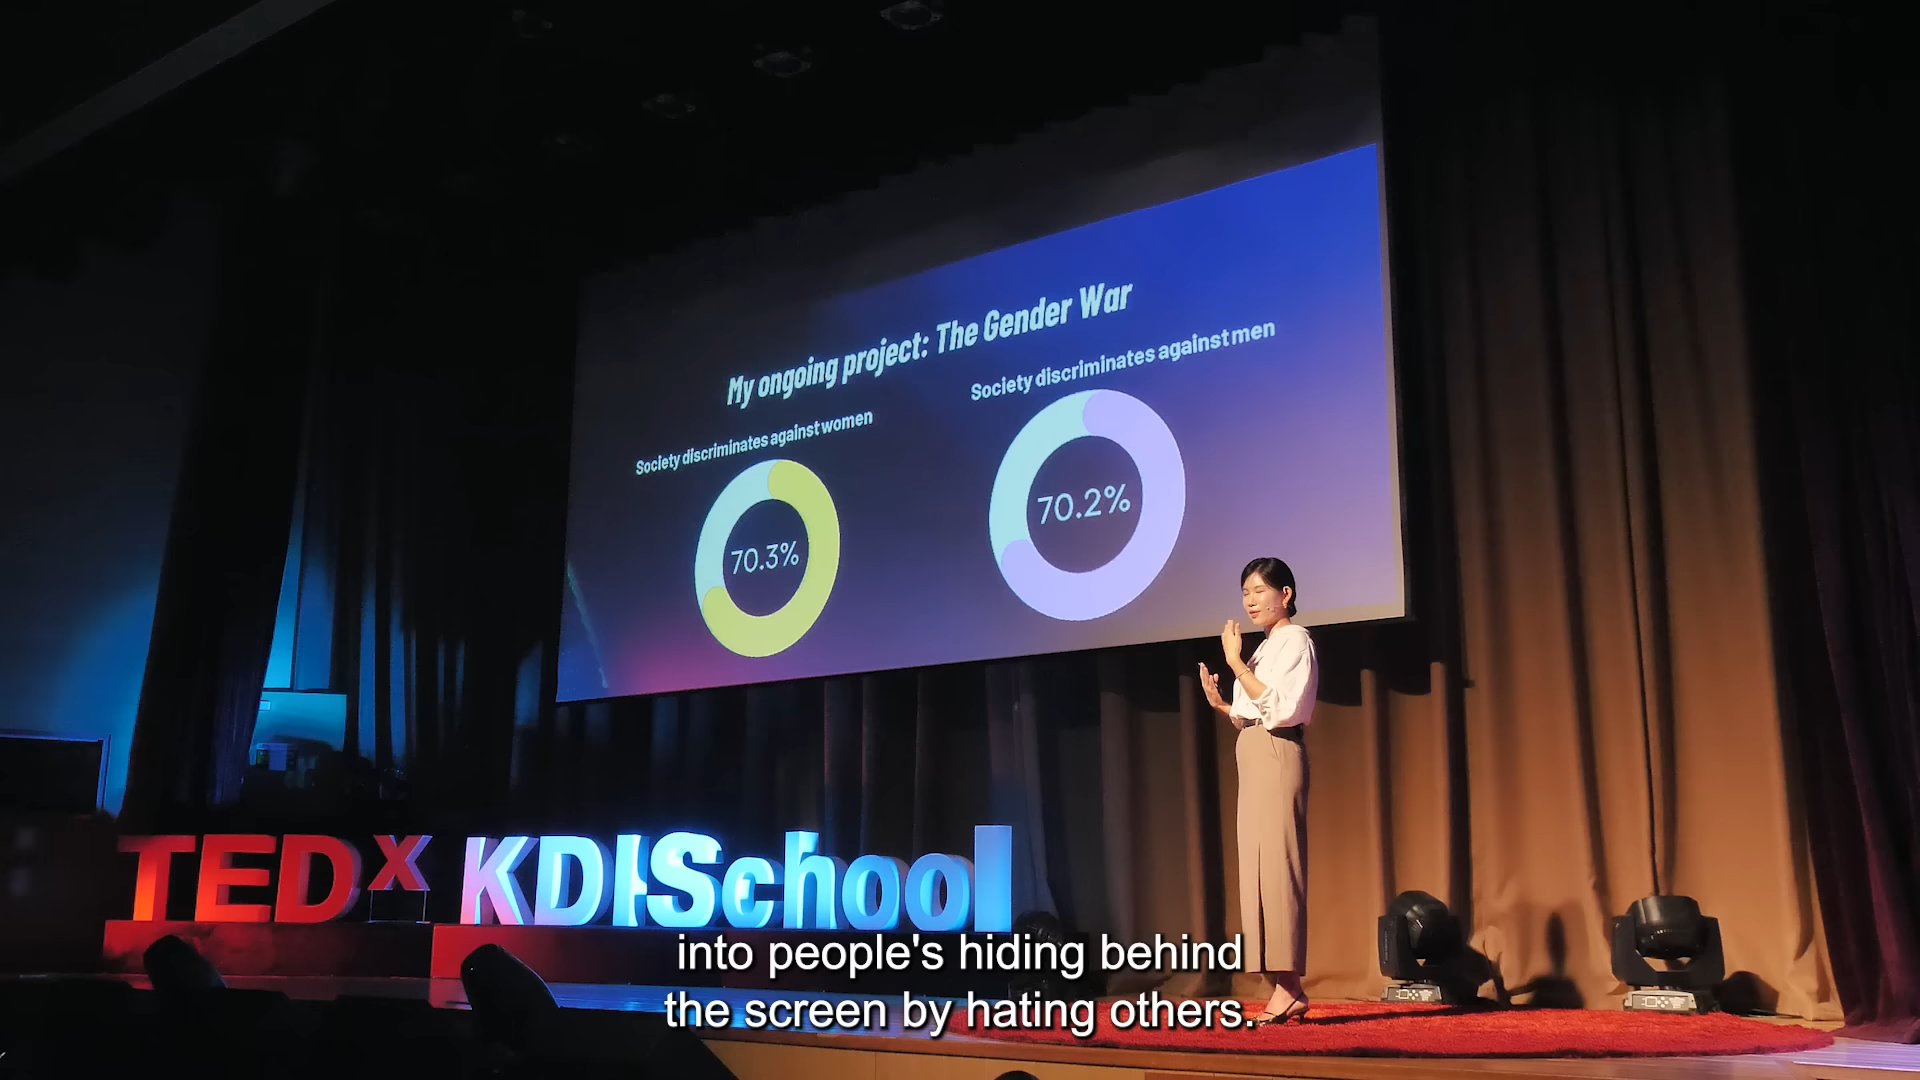 My ongoing project: The Gender War
Society discriminates against women
Society discriminates against men
70.3%
70.2%
TEDx KDISchool
into people's hiding behind
the screen by hating others.